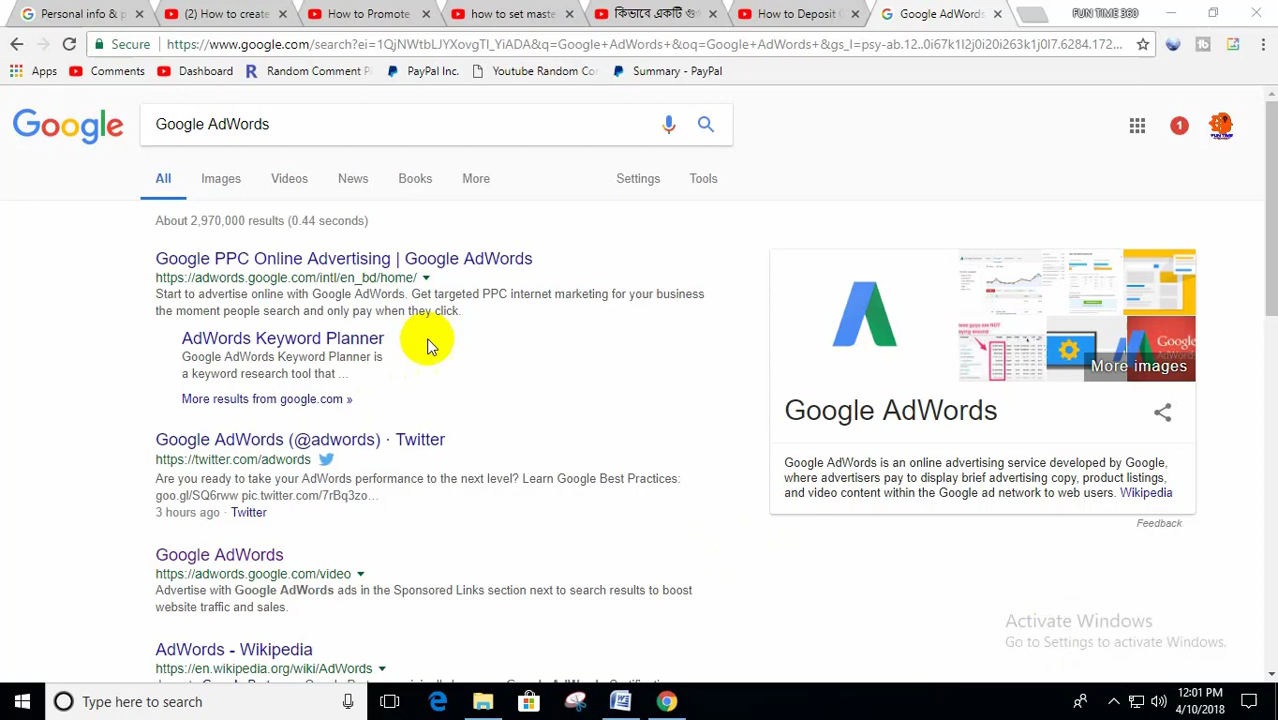 Personal info &
(2) How to create
How to Promote
how to set maste
কিভাবে একটি গু
How to Deposit
Google AdWords
FUN TIME 360
Secure
https://www.google.com/search?ei=1QjNWtbLJYXovgTI_YiADA&q=Google+AdWords+&oq=Google+AdWords+&gs_l=psy-ab.12..0i67k1l2j0i20i263k1j0l7.6284.172...
Apps
Comments
Dashboard
Random Comment P
PayPal Inc.
Youtube Random Co
Summary - PayPal
Google
Google AdWords
1
All
Images
Videos
News
Books
More
Settings
Tools
About 2,970,000 results (0.44 seconds)
Google PPC Online Advertising | Google AdWords
Start to advertise online with Google AdWords. Get targeted PPC internet marketing for your business
the moment people search and only pay when they click.
AdWords Keyword Planner
Google AdWords Keyword Planner is
a keyword research tool that ...
More results from google.com »
Google AdWords (@adwords) · Twitter
https://twitter.com/adwords
Are you ready to take your AdWords performance to the next level? Learn Google Best Practices:
goo.gl/SQ6rww pic.twitter.com/7rBq3zo…
3 hours ago · Twitter
Google AdWords
https://adwords.google.com/video
Advertise with Google AdWords ads in the Sponsored Links section next to search results to boost
website traffic and sales.
AdWords - Wikipedia
https://en.wikipedia.org/wiki/AdWords
More images
Google AdWords
Google AdWords is an online advertising service developed by Google,
where advertisers pay to display brief advertising copy, product listings,
and video content within the Google ad network to web users. Wikipedia
Feedback
Activate Windows
Go to Settings to activate Windows.
Type here to search
12:01 PM
4/10/2018